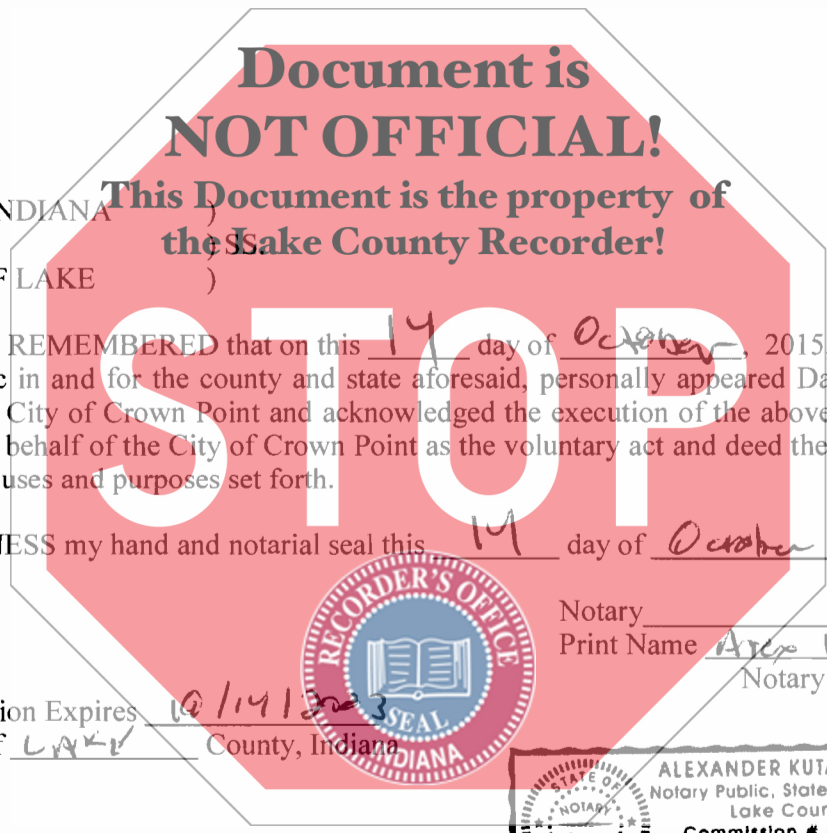 Document is
NOT OFFICIAL!
This Document is the property of
the Lake County Recorder!
NDIANA )
) SS.
F LAKE )
STOP
REMEMBERED that on this 14 day of October, 2015
c in and for the county and state aforesaid, personally appeared Da
City of Crown Point and acknowledged the execution of the above
behalf of the City of Crown Point as the voluntary act and deed the
uses and purposes set forth.
NESS my hand and notarial seal this 14 day of October
RECORDER'S OFFICE
SEAL
INDIANA
Notary
Print Name Alex
Notary
ion Expires 10/14/2023
f LAKE County, Indiana
STATE OF
NOTARY
ALEXANDER KUTA
Notary Public, State
Lake Coun
Commission #